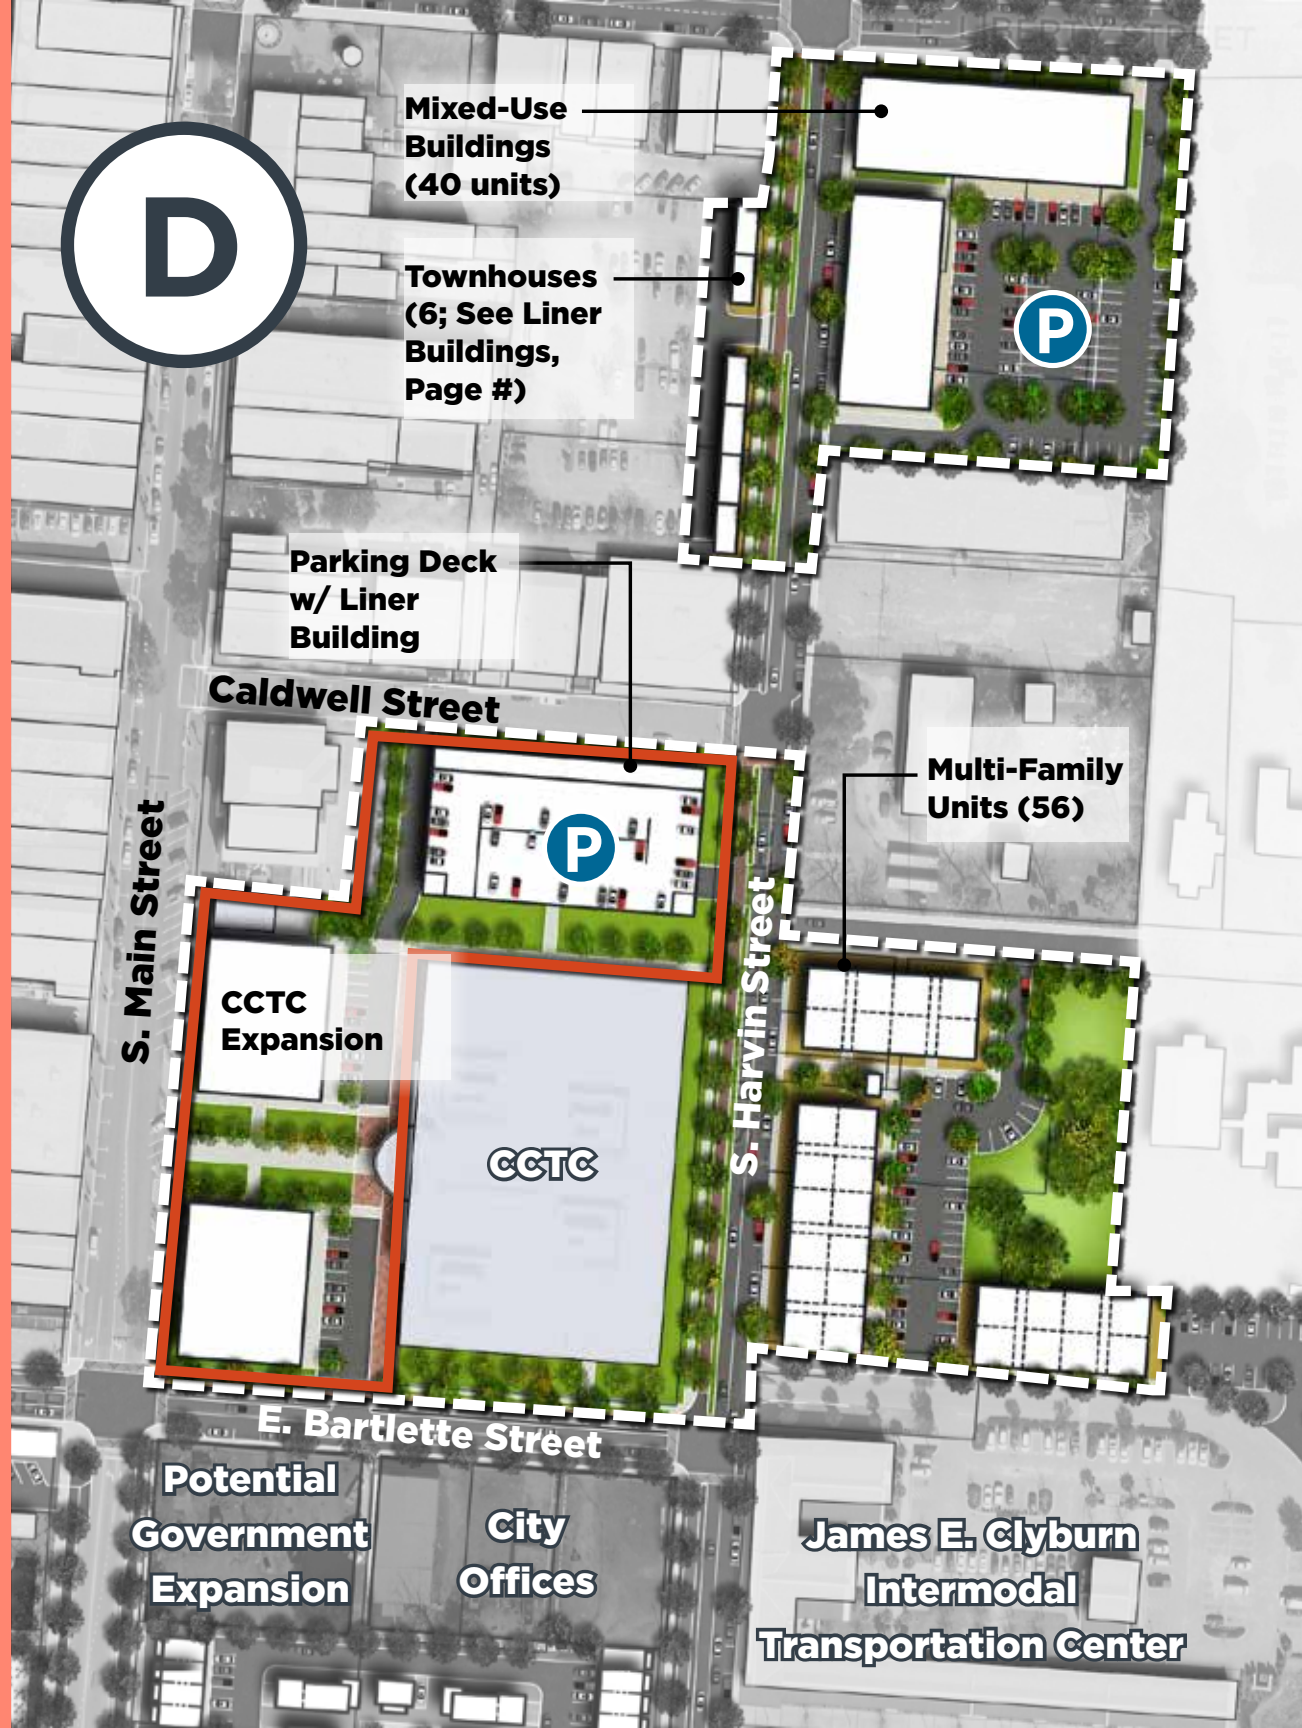 LIBERTY STREET
Mixed-Use
Buildings
(40 units)
D
Townhouses
(6; See Liner
Buildings,
Page #)
P
Parking Deck
w/ Liner
Building
Caldwell Street
Multi-Family
Units (56)
P
S. Main Street
S. Harvin Street
CCTC
Expansion
CCTC
E. Bartlette Street
Potential
Government
Expansion
City
Offices
James E. Clyburn
Intermodal
Transportation Center